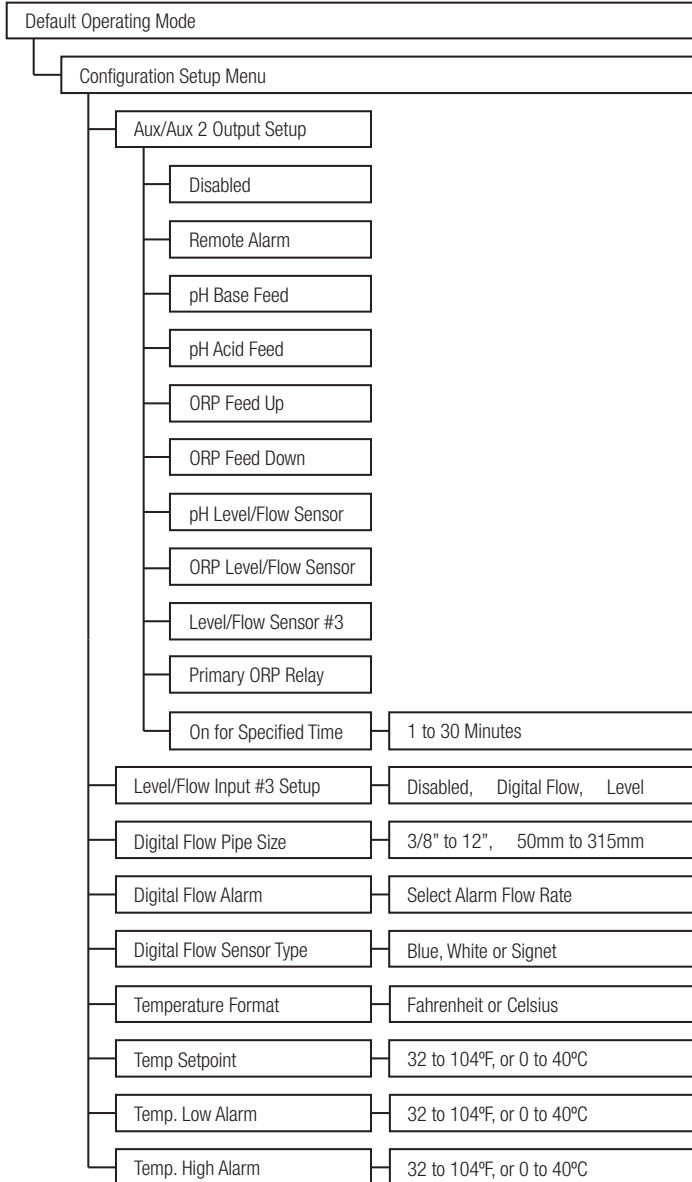 Default Operating Mode
Configuration Setup Menu
Aux/Aux 2 Output Setup
Disabled
Remote Alarm
pH Base Feed
pH Acid Feed
ORP Feed Up
ORP Feed Down
pH Level/Flow Sensor
ORP Level/Flow Sensor
Level/Flow Sensor #3
Primary ORP Relay
On for Specified Time 1 to 30 Minutes
Level/Flow Input #3 Setup Disabled, Digital Flow, Level
Digital Flow Pipe Size 3/8” to 12”, 50mm to 315mm
Digital Flow Alarm Select Alarm Flow Rate
Digital Flow Sensor Type Blue, White or Signet
Temperature Format Fahrenheit or Celsius
Temp Setpoint 32 to 104ºF, or 0 to 40ºC
Temp. Low Alarm 32 to 104ºF, or 0 to 40ºC
Temp. High Alarm 32 to 104ºF, or 0 to 40ºC